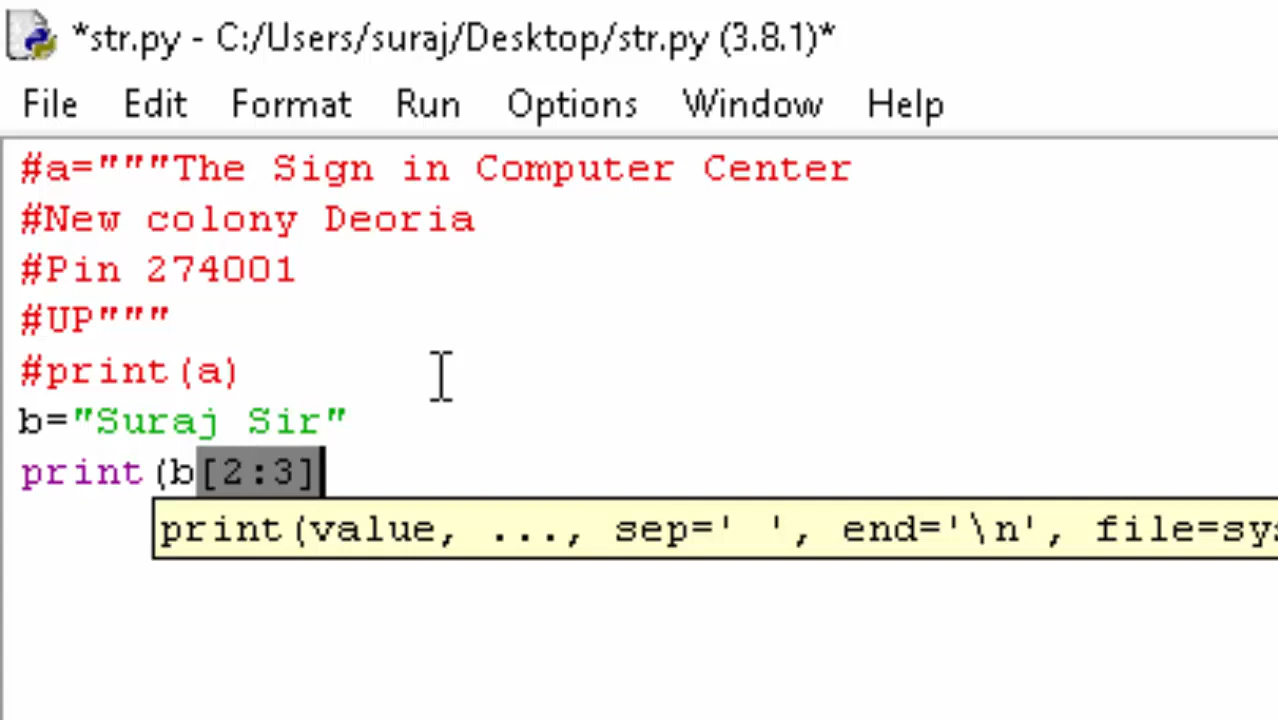 *str.py - C:/Users/suraj/Desktop/str.py (3.8.1)*
File Edit Format Run Options Window Help
#a="""The Sign in Computer Center
#New colony Deoria
#Pin 274001
#UP"""
#print(a)
b="Suraj Sir"
print(b[2:3]
print(value, ..., sep=' ', end='\n', file=sys